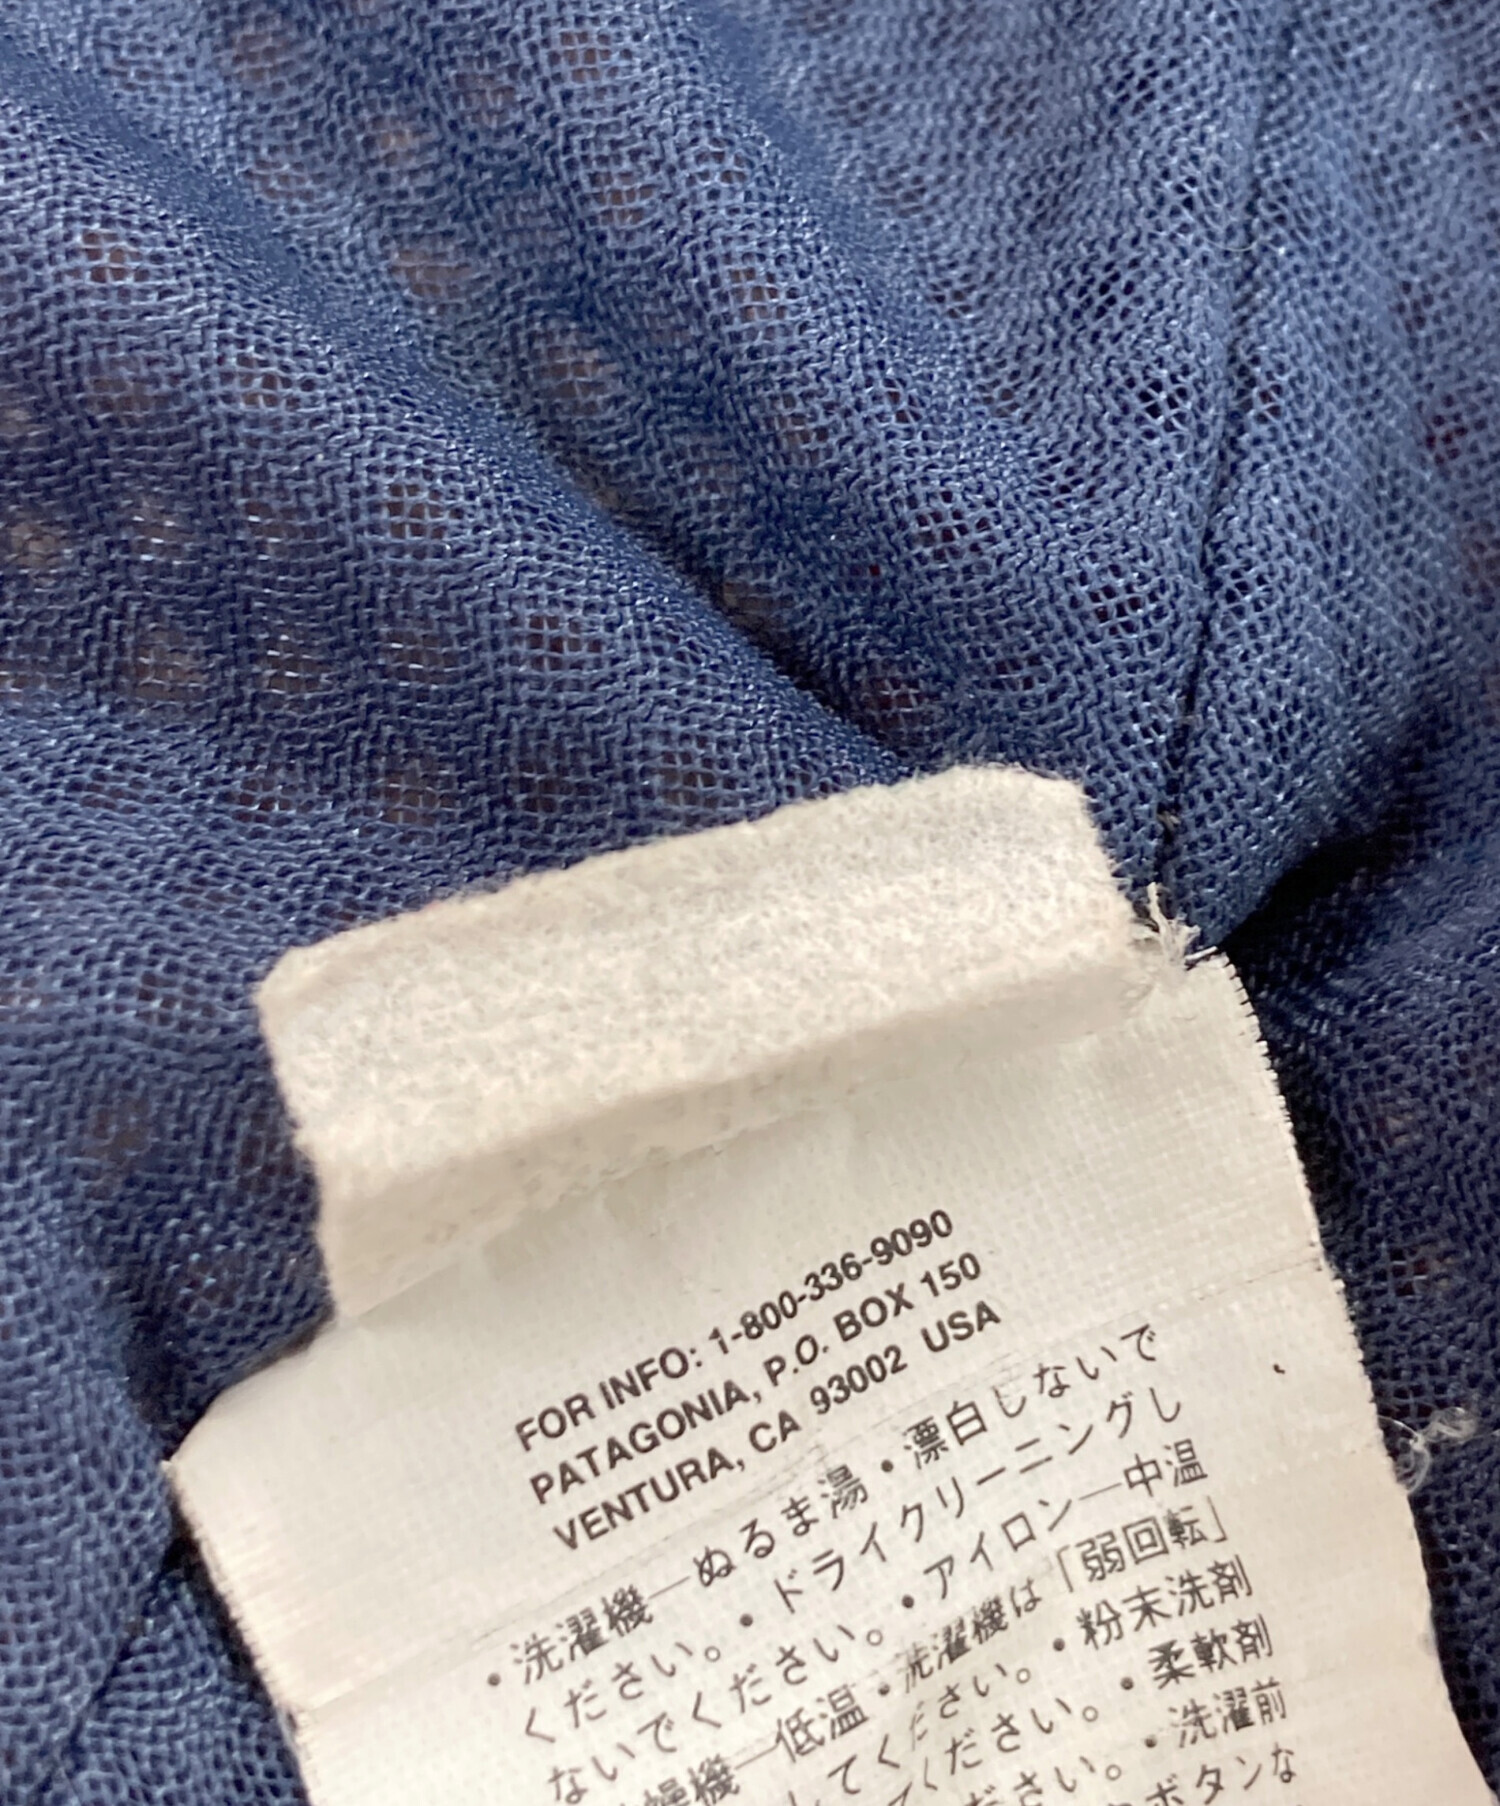 FOR INFO: 1-800-336-9090
PATAGONIA, P.O. BOX 150
VENTURA, CA 93002 USA
・洗濯機―ぬるま湯・漂白しないで
ください。・ドライクリーニングし
ないでください。・アイロン―中温
燥機―低温・洗濯機は「弱回転」
してください。・粉末洗剤
てください。・柔軟剤
ださい。・洗濯前
ボタンな